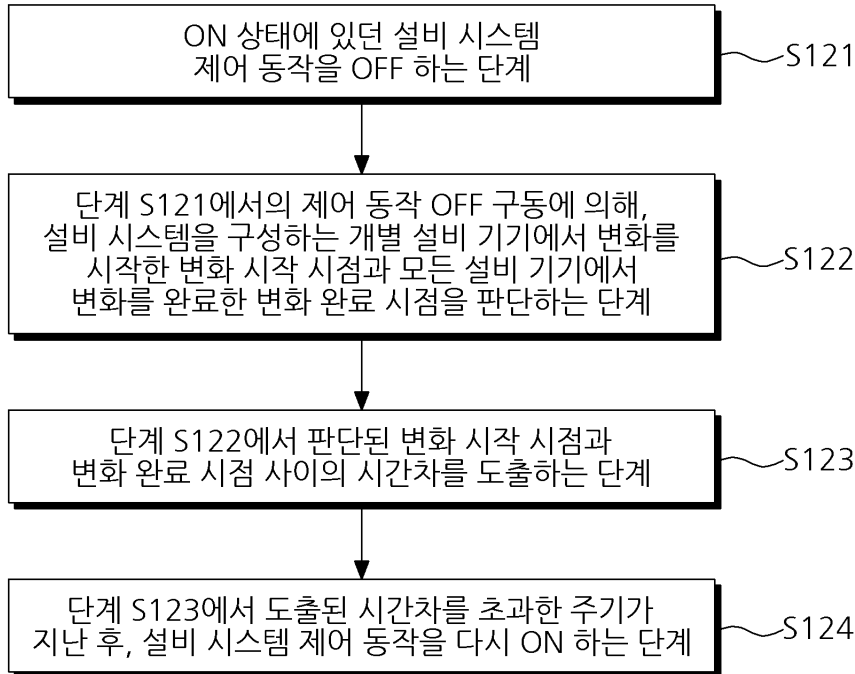 ON 상태에 있던 설비 시스템
제어 동작을 OFF 하는 단계
S121
단계 S121에서의 제어 동작 OFF 구동에 의해,
설비 시스템을 구성하는 개별 설비 기기에서 변화를
시작한 변화 시작 시점과 모든 설비 기기에서
변화를 완료한 변화 완료 시점을 판단하는 단계
S122
단계 S122에서 판단된 변화 시작 시점과
변화 완료 시점 사이의 시간차를 도출하는 단계
S123
단계 S123에서 도출된 시간차를 초과한 주기가
지난 후, 설비 시스템 제어 동작을 다시 ON 하는 단계
S124